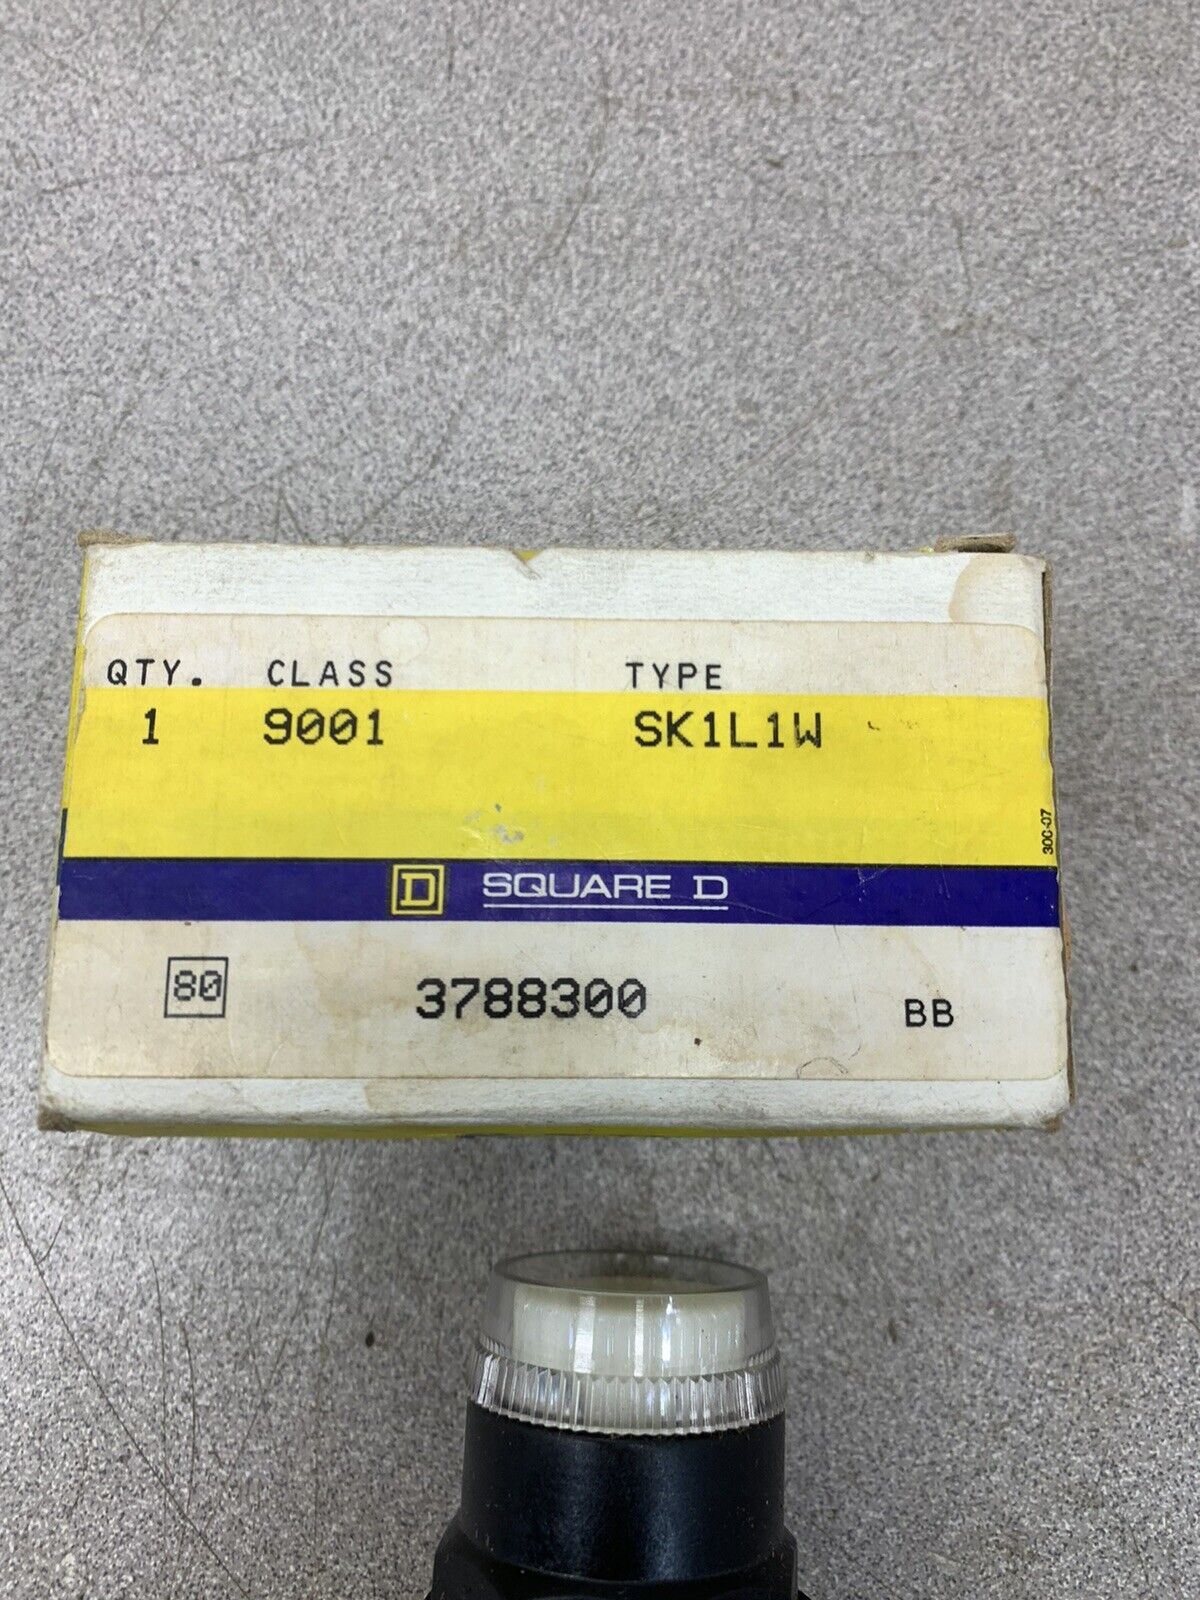 QTY. CLASS TYPE
1 9001 SK1L1W
300-07
D SQUARE D
80 3788300 BB